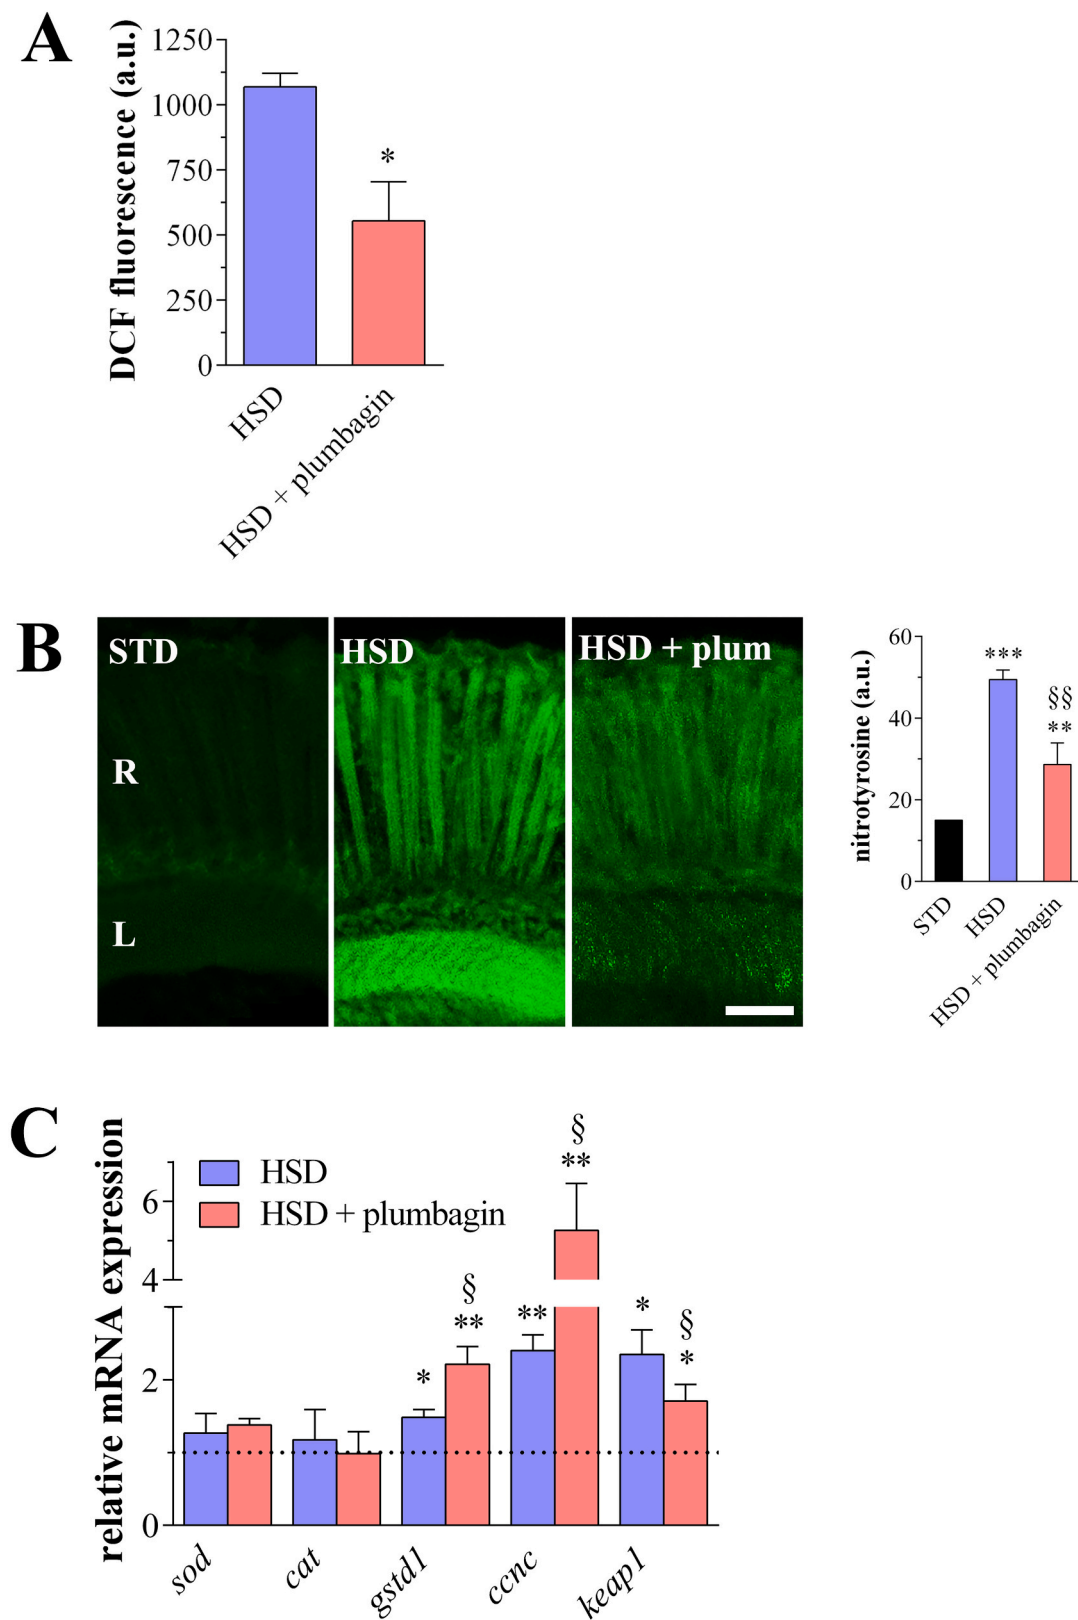 A
DCF fluorescence (a.u.)
1250
1000
750
500
250
0
*
HSD
HSD + plumbagin
B
STD
R
L
HSD
HSD + plum
nitrotyrosine (a.u.)
60
40
20
0
***
§§
**
STD
HSD
HSD + plumbagin
C
relative mRNA expression
6
4
2
0
HSD
HSD + plumbagin
*
§
**
**
§
**
*
§
*
sod
cat
gstd1
ccnc
keap1